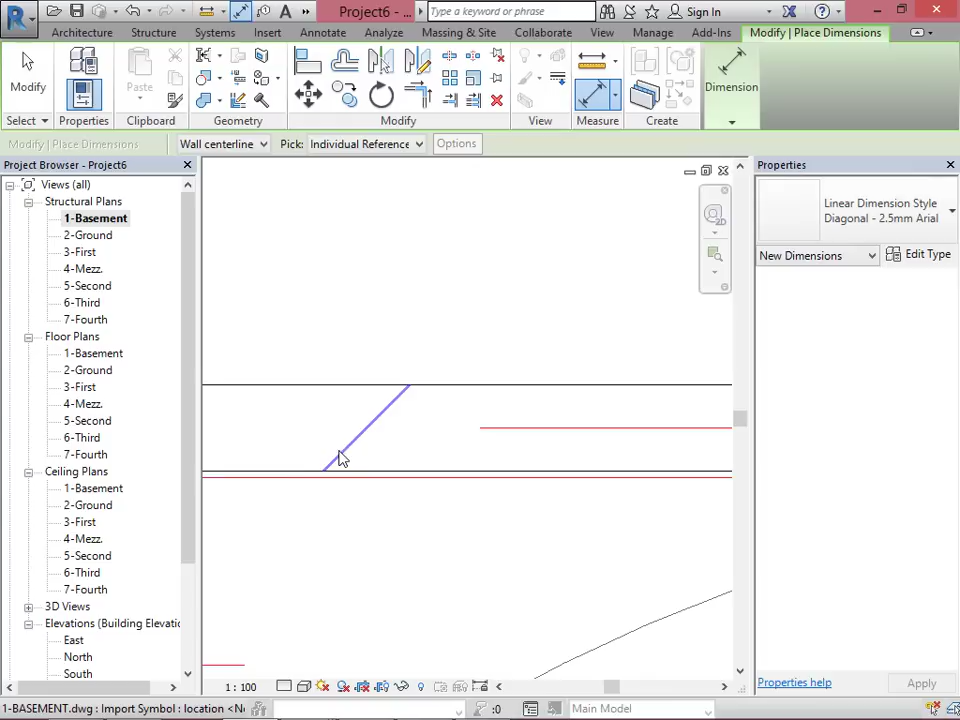 Project6 - ...
Type a keyword or phrase
Sign In
Architecture Structure Systems Insert Annotate Analyze Massing & Site Collaborate View Manage Add-Ins Modify | Place Dimensions
Modify
Paste
Dimension
Select Properties Clipboard Geometry Modify View Measure Create
Modify | Place Dimensions Wall centerline Pick: Individual Reference Options
Project Browser - Project6
Views (all)
Structural Plans
1-Basement
2-Ground
3-First
4-Mezz.
5-Second
6-Third
7-Fourth
Floor Plans
1-Basement
2-Ground
3-First
4-Mezz.
5-Second
6-Third
7-Fourth
Ceiling Plans
1-Basement
2-Ground
3-First
4-Mezz.
5-Second
6-Third
7-Fourth
3D Views
Elevations (Building Elevatio
East
North
South
2D
Properties
Linear Dimension Style
Diagonal - 2.5mm Arial
New Dimensions Edit Type
Properties help Apply
1 : 100
1-BASEMENT.dwg : Import Symbol : location <No :0 Main Model